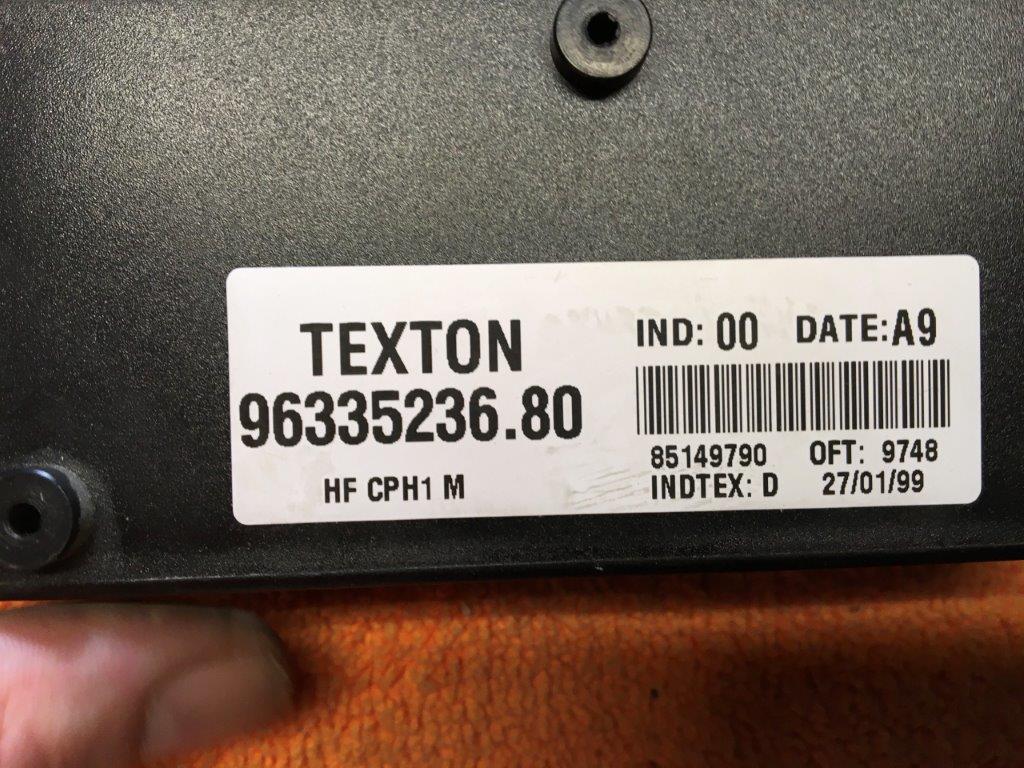 TEXTON
96335236.80
HF CPH1 M
IND: 00 DATE:A9
85149790 OFT: 9748
INDTEX: D 27/01/99